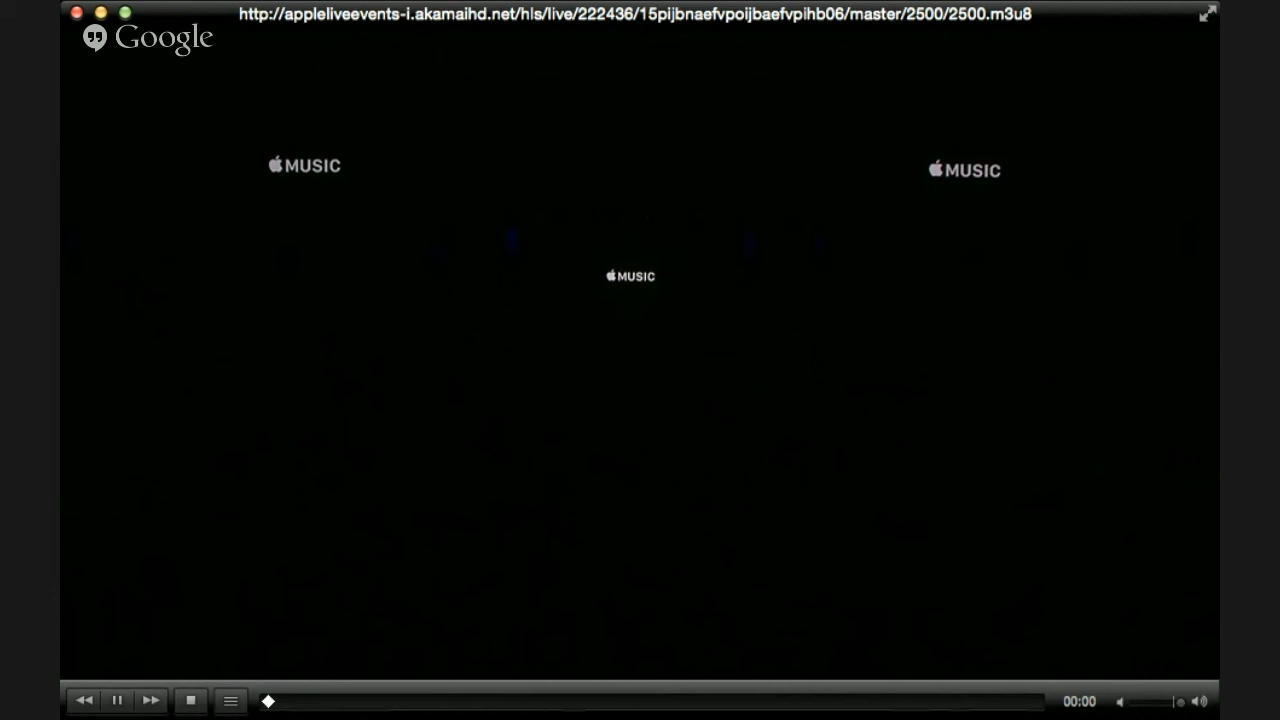 http://appleliveevents-i.akamaihd.net/hls/live/222436/15pijbnaefvpoijbaefvpihb06/master/2500/2500.m3u8
Google
MUSIC
MUSIC
MUSIC
00:00